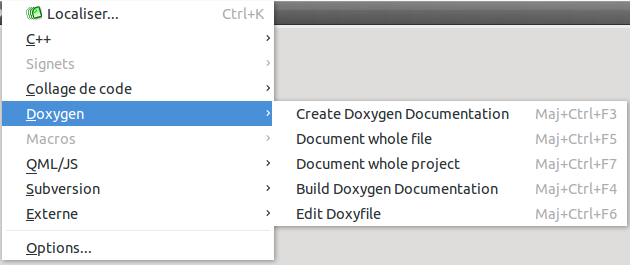 Localiser... Ctrl+K
C++
Signets
Collage de code
Doxygen
Macros
QML/JS
Subversion
Externe
Options...
Create Doxygen Documentation Maj+Ctrl+F3
Document whole file Maj+Ctrl+F5
Document whole project Maj+Ctrl+F7
Build Doxygen Documentation Maj+Ctrl+F4
Edit Doxyfile Maj+Ctrl+F6